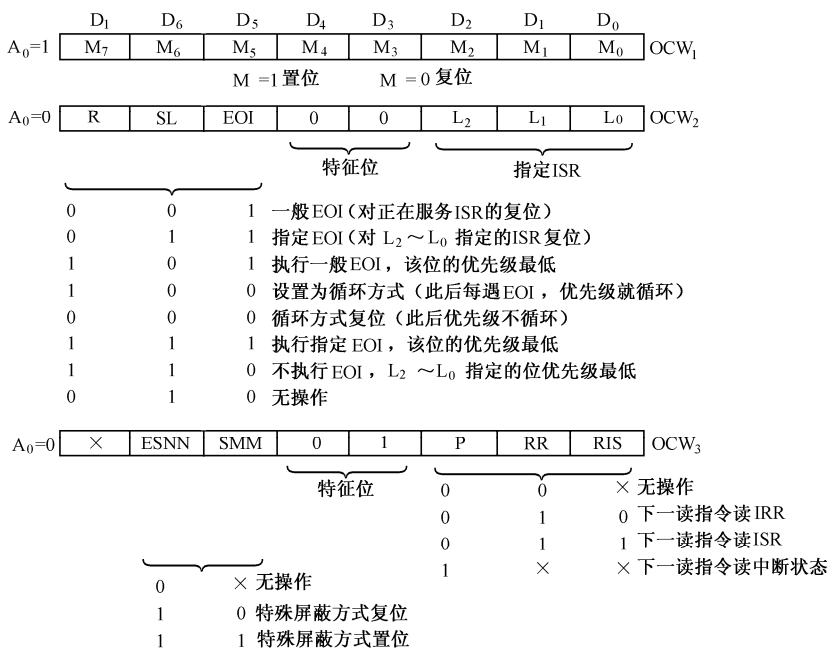 D₁ D₆ D₅ D₄ D₃ D₂ D₁ D₀
A₀=1 M₇ M₆ M₅ M₄ M₃ M₂ M₁ M₀ OCW₁
M=1置位 M=0复位
A₀=0 R SL EOI 0 0 L₂ L₁ L₀ OCW₂
特征位 指定ISR
0 0 1 一般EOI(对正在服务ISR的复位)
0 1 1 指定EOI(对 L₂~L₀ 指定的ISR复位)
1 0 1 执行一般EOI,该位的优先级最低
1 0 0 设置为循环方式(此后每遇EOI,优先级就循环)
0 0 0 循环方式复位(此后优先级不循环)
1 1 1 执行指定EOI,该位的优先级最低
1 1 0 不执行EOI,L₂~L₀ 指定的位优先级最低
0 1 0 无操作
A₀=0 × ESNN SMM 0 1 P RR RIS OCW₃
特征位
0 0 × 无操作
0 1 0 下一读指令读IRR
0 1 1 下一读指令读ISR
1 × × 下一读指令读中断状态
0 × 无操作
1 0 特殊屏蔽方式复位
1 1 特殊屏蔽方式置位